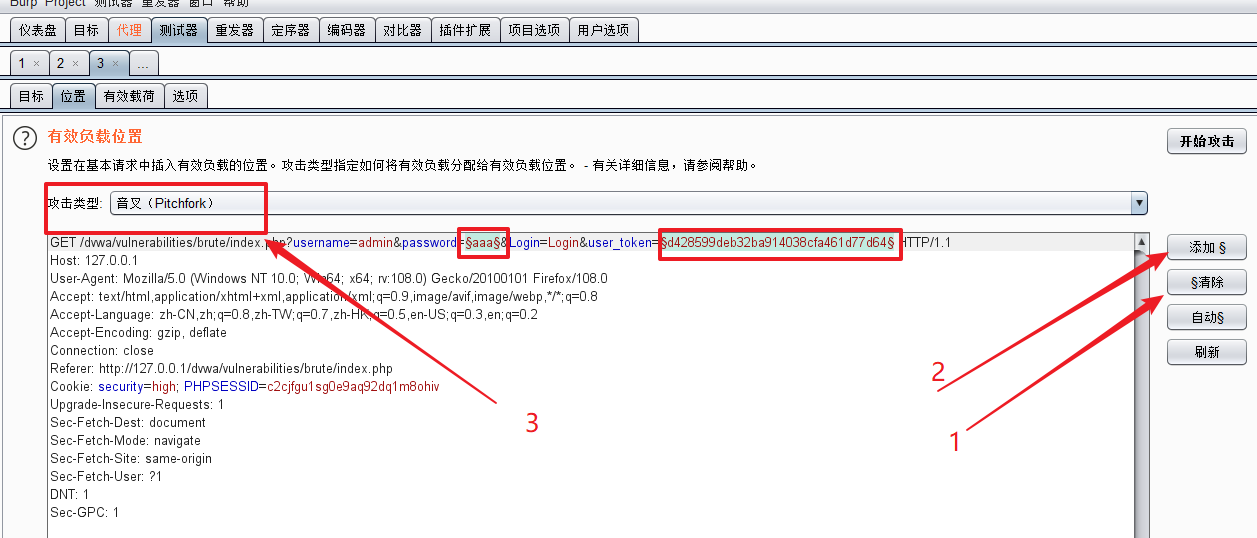 Burp Project 测试器 重发器 窗口 帮助
仪表盘 目标 代理 测试器 重发器 定序器 编码器 对比器 插件扩展 项目选项 用户选项
1 × 2 × 3 × ...
目标 位置 有效载荷 选项
? 有效负载位置
开始攻击
设置在基本请求中插入有效负载的位置。攻击类型指定如何将有效负载分配给有效负载位置。 - 有关详细信息，请参阅帮助。
攻击类型: 音叉（Pitchfork）
GET /dvwa/vulnerabilities/brute/index.php?username=admin&password=§aaa§&Login=Login&user_token=§d428599deb32ba914038cfa461d77d64§ HTTP/1.1
Host: 127.0.0.1
User-Agent: Mozilla/5.0 (Windows NT 10.0; Win64; x64; rv:108.0) Gecko/20100101 Firefox/108.0
Accept: text/html,application/xhtml+xml,application/xml;q=0.9,image/avif,image/webp,*/*;q=0.8
Accept-Language: zh-CN,zh;q=0.8,zh-TW;q=0.7,zh-HK;q=0.5,en-US;q=0.3,en;q=0.2
Accept-Encoding: gzip, deflate
Connection: close
Referer: http://127.0.0.1/dvwa/vulnerabilities/brute/index.php
Cookie: security=high; PHPSESSID=c2cjfgu1sg0e9aq92dq1m8ohiv
Upgrade-Insecure-Requests: 1
Sec-Fetch-Dest: document
Sec-Fetch-Mode: navigate
Sec-Fetch-Site: same-origin
Sec-Fetch-User: ?1
DNT: 1
Sec-GPC: 1
添加 §
§清除
自动§
刷新
2
1
3